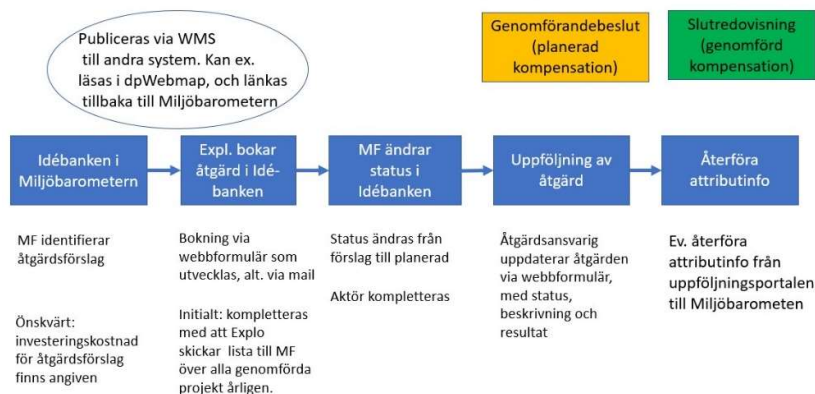 Publiceras via WMS
till andra system. Kan ex.
läsas i dpWebmap, och länkas
tillbaka till Miljöbarometern
Genomförandebeslut
(planerad
kompensation)
Slutredovisning
(genomförd
kompensation)
Idébanken i
Miljöbarometern
Expl. bokar
åtgärd i Idé-
banken
MF ändrar
status i
Idébanken
Uppföljning av
åtgärd
Återföra
attributinfo
MF identifierar
åtgärdsförslag
Önskvärt:
investeringskostnad
för åtgärdsförslag
finns angiven
Bokning via
webbformulär som
utvecklas, alt. via mail
Initialt: kompletteras
med att Explo
skickar lista till MF
över alla genomförda
projekt årligen.
Status ändras från
förslag till planerad
Aktör kompletteras
Åtgärdsansvarig
uppdaterar åtgärden
via webbformulär,
med status,
beskrivning och
resultat
Ev. återföra
attributinfo från
uppföljningsportalen
till Miljöbarometen